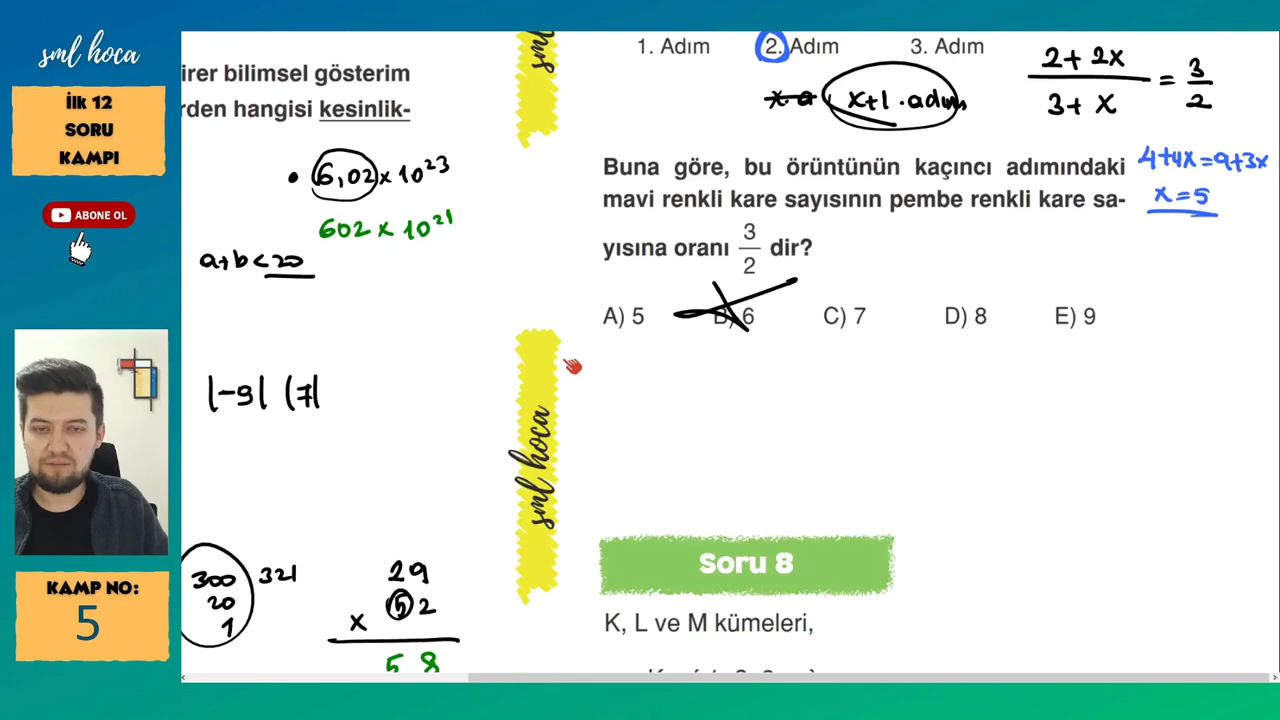 sml hoca
İlk 12
SORU
KAMPI
ABONE OL
KAMP NO:
5
irer bilimsel gösterim
rden hangisi kesinlik-
• 6,02 x 10²³
602 x 10²¹
a+b < 20
|-9| |7|
300 321
20
1
29
x 52
58
sml hoca
1. Adım 2. Adım 3. Adım
x+1. adım
2+2x / 3+x = 3/2
4+4x=9+3x
x=5
Buna göre, bu örüntünün kaçıncı adımındaki
mavi renkli kare sayısının pembe renkli kare sa-
yısına oranı 3/2 dir?
A) 5 B) 6 C) 7 D) 8 E) 9
Soru 8
K, L ve M kümeleri,